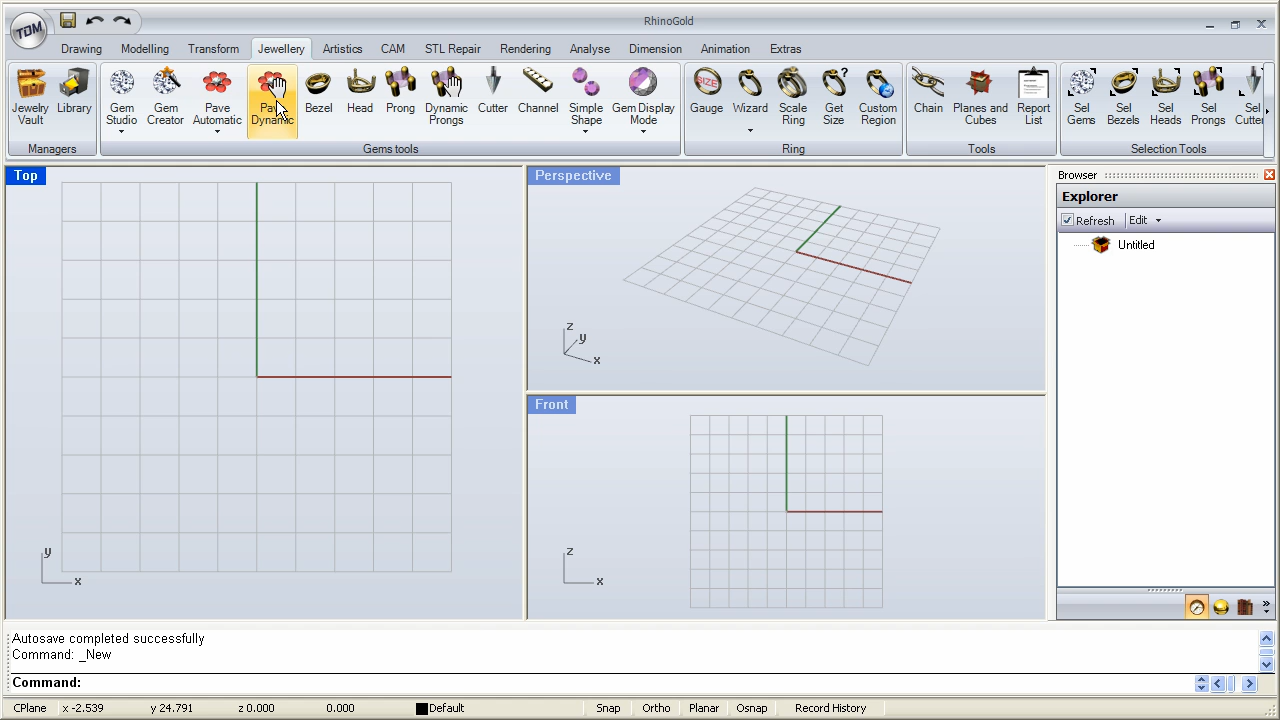 RhinoGold
TDM
Drawing Modelling Transform Jewellery Artistics CAM STL Repair Rendering Analyse Dimension Animation Extras
Jewelry Vault
Library
Gem Studio
Gem Creator
Pave Automatic
Bezel
Head
Prong
Dynamic Prongs
Cutter
Channel
Simple Shape
Gem Display Mode
SIZE
Gauge
Wizard
Scale Ring
?
Get Size
Custom Region
Chain
Planes and Cubes
Report List
Sel Gems
Sel Bezels
Sel Heads
Sel Prongs
Sel
Managers Gems tools Ring Tools Selection Tools
Top
Perspective
Browser
Explorer
Refresh Edit
Untitled
z
y
x
Front
y
x
z
x
Autosave completed successfully
Command: _New
Command:
CPlane x -2.539 y 24.791 z 0.000 0.000 Default Snap Ortho Planar Osnap Record History